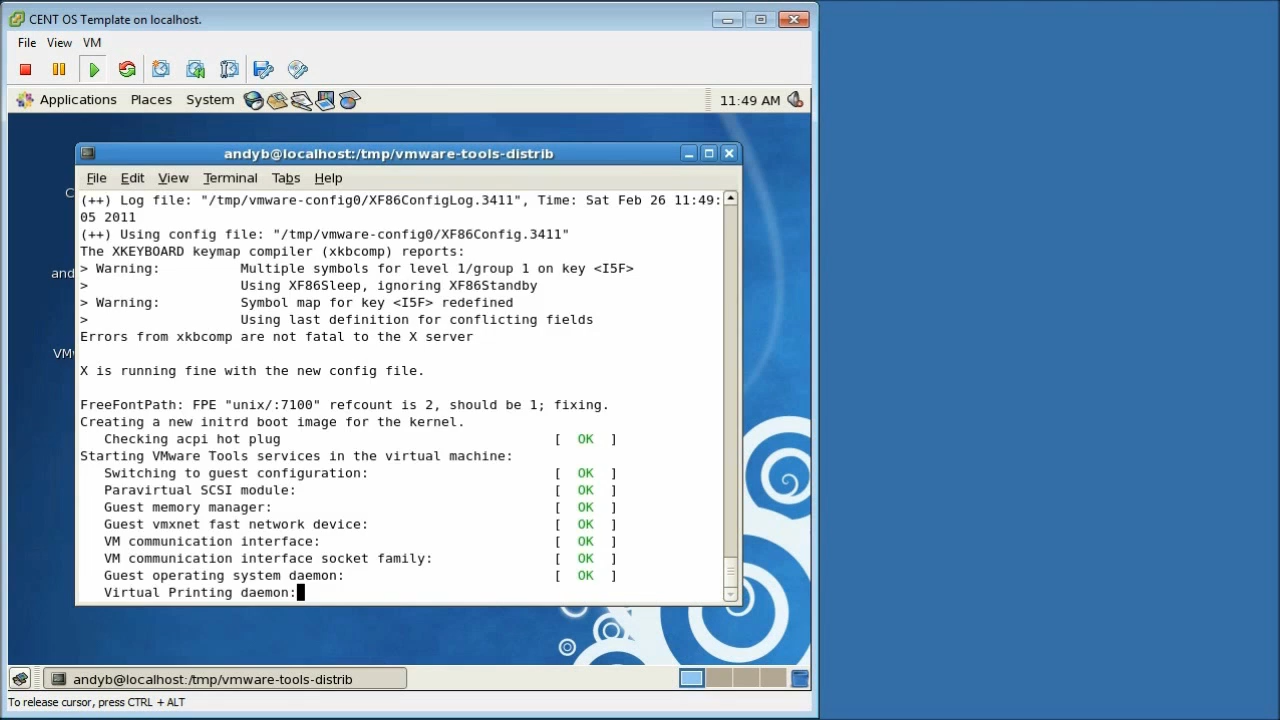 CENT OS Template on localhost.
File View VM
Applications Places System 11:49 AM
andyb@localhost:/tmp/vmware-tools-distrib
File Edit View Terminal Tabs Help
(++) Log file: "/tmp/vmware-config0/XF86ConfigLog.3411", Time: Sat Feb 26 11:49:
05 2011
(++) Using config file: "/tmp/vmware-config0/XF86Config.3411"
The XKEYBOARD keymap compiler (xkbcomp) reports:
> Warning: Multiple symbols for level 1/group 1 on key <I5F>
> Using XF86Sleep, ignoring XF86Standby
> Warning: Symbol map for key <I5F> redefined
> Using last definition for conflicting fields
Errors from xkbcomp are not fatal to the X server
X is running fine with the new config file.
FreeFontPath: FPE "unix/:7100" refcount is 2, should be 1; fixing.
Creating a new initrd boot image for the kernel.
Checking acpi hot plug [ OK ]
Starting VMware Tools services in the virtual machine:
Switching to guest configuration: [ OK ]
Paravirtual SCSI module: [ OK ]
Guest memory manager: [ OK ]
Guest vmxnet fast network device: [ OK ]
VM communication interface: [ OK ]
VM communication interface socket family: [ OK ]
Guest operating system daemon: [ OK ]
Virtual Printing daemon:
andyb@localhost:/tmp/vmware-tools-distrib
To release cursor, press CTRL + ALT